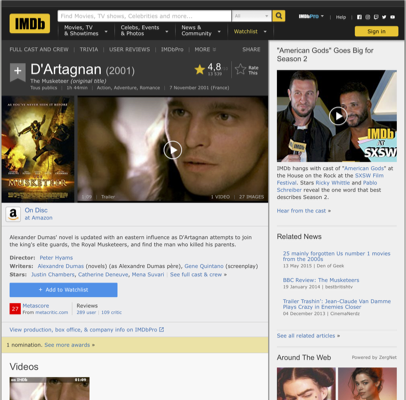 IMDb
Find Movies, TV shows, Celebrities and more...
All
IMDbPro
Help
Movies, TV
& Showtimes
Celebs, Events
& Photos
News &
Community
Watchlist
Sign in
FULL CAST AND CREW | TRIVIA | USER REVIEWS | IMDbPro | MORE
SHARE
D'Artagnan (2001)
The Musketeer (original title)
Tous publics | 1h 44min | Action, Adventure, Romance | 7 November 2001 (France)
4,8
Rate
This
MUSKETEER
Trailer
1 VIDEO | 27 IMAGES
On Disc
at Amazon
Alexandre Dumas' novel is updated with an eastern influence as D'Artagnan attempts to join
the king's elite guards, the Royal Musketeers, and find the man who killed his parents.
Director: Peter Hyams
Writers: Alexandre Dumas (novels) (as Alexandre Dumas père), Gene Quintano (screenplay)
Stars: Justin Chambers, Catherine Deneuve, Mena Suvari | See full cast & crew »
+ Add to Watchlist
27
Metascore
From metacritic.com
Reviews
289 user | 109 critic
View production, box office, & company info on IMDbPro
1 nomination. See more awards »
Videos
"American Gods" Goes Big for
Season 2
IMDb
at
SXSW
IMDb hangs with cast of "American Gods" at
the House on the Rock at the SXSW Film
Festival. Stars Ricky Whittle and Pablo
Schreiber reveal the one word that best
describes Season 2.
Hear from the cast »
Related News
25 mainly forgotten Us number 1 movies
from the 2000s
13 May 2015 | Den of Geek
BBC Review: The Musketeers
19 January 2014 |
Trailer Trashin': Jean-Claude Van Damme
Plays Crazy in Enemies Closer
04 December 2013 | CinemaNerdz
See all related articles »
Around The Web
Powered by ZergNet